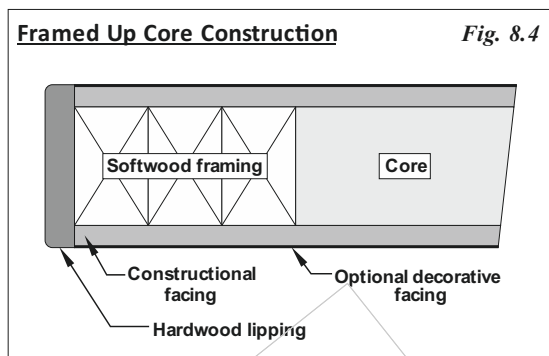 Framed Up Core Construction
Fig. 8.4
Softwood framing
Core
Constructional
facing
Optional decorative
facing
Hardwood lipping